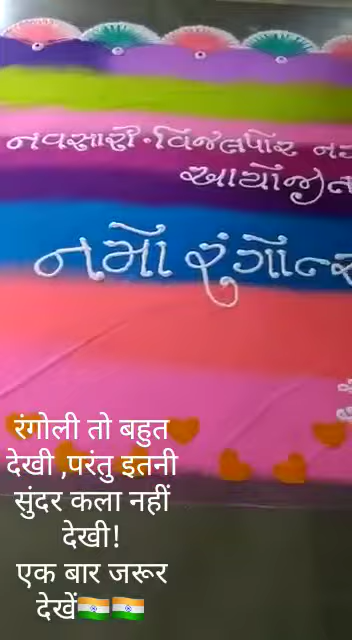 નવસારી-વિજલપોર
આયોજીત
નમો રંગોત્સ
रंगोली तो बहुत
देखी ,परंतु इतनी
सुंदर कला नहीं
देखी!
एक बार जरूर
देखें🇮🇳🇮🇳